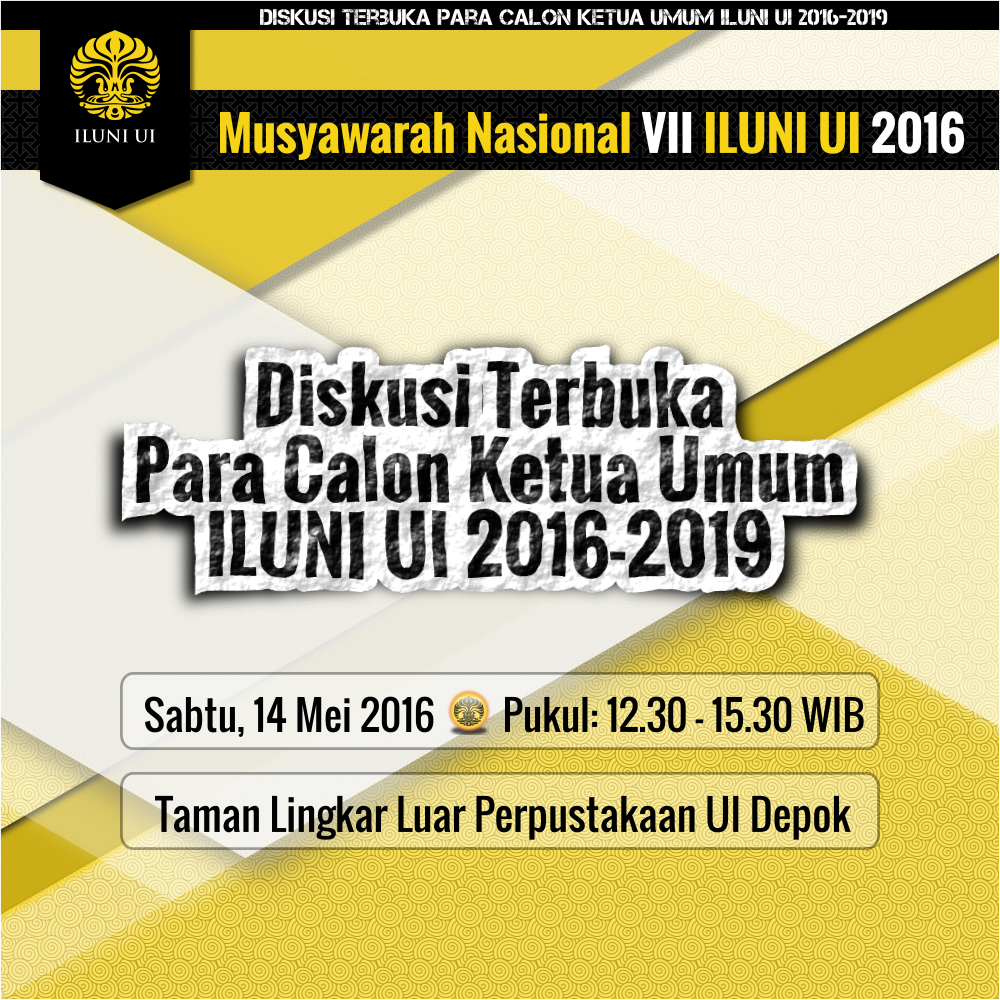 DISKUSI TERBUKA PARA CALON KETUA UMUM ILUNI UI 2016-2019
ILUNI UI
Musyawarah Nasional VII ILUNI UI 2016
Diskusi Terbuka
Para Calon Ketua Umum
ILUNI UI 2016-2019
Sabtu, 14 Mei 2016 Pukul: 12.30 - 15.30 WIB
Taman Lingkar Luar Perpustakaan UI Depok